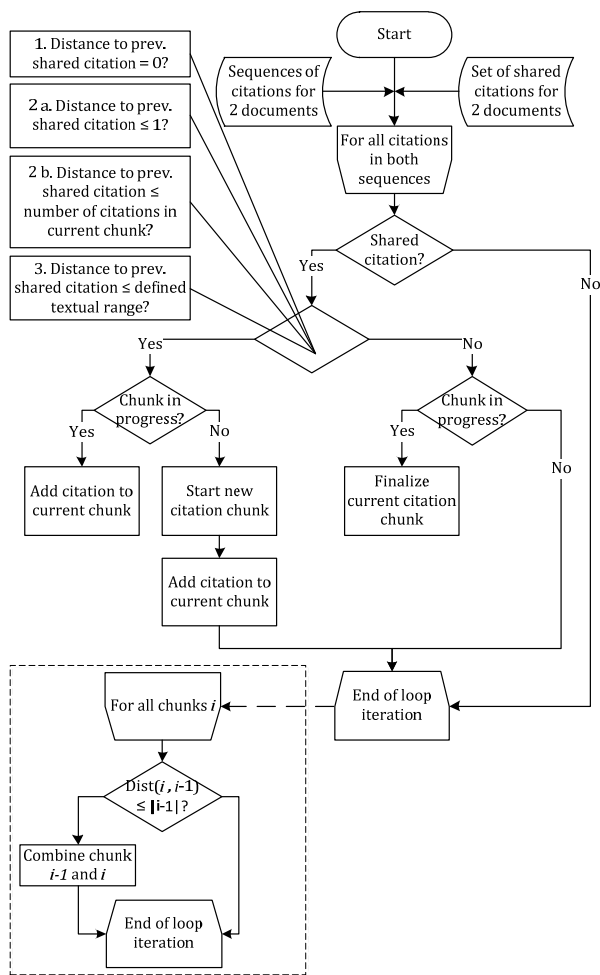 Start
1. Distance to prev.
shared citation = 0?
Sequences of
citations for
2 documents
Set of shared
citations for
2 documents
2 a. Distance to prev.
shared citation ≤ 1?
For all citations
in both
sequences
2 b. Distance to prev.
shared citation ≤
number of citations in
current chunk?
Shared
citation?
Yes
No
3. Distance to prev.
shared citation ≤ defined
textual range?
Yes
No
Chunk in
progress?
Chunk in
progress?
Yes
No
Yes
No
Add citation to
current chunk
Start new
citation chunk
Finalize
current citation
chunk
Add citation to
current chunk
End of loop
iteration
For all chunks i
Dist(i , i-1)
≤ |i-1| ?
Combine chunk
i-1 and i
End of loop
iteration